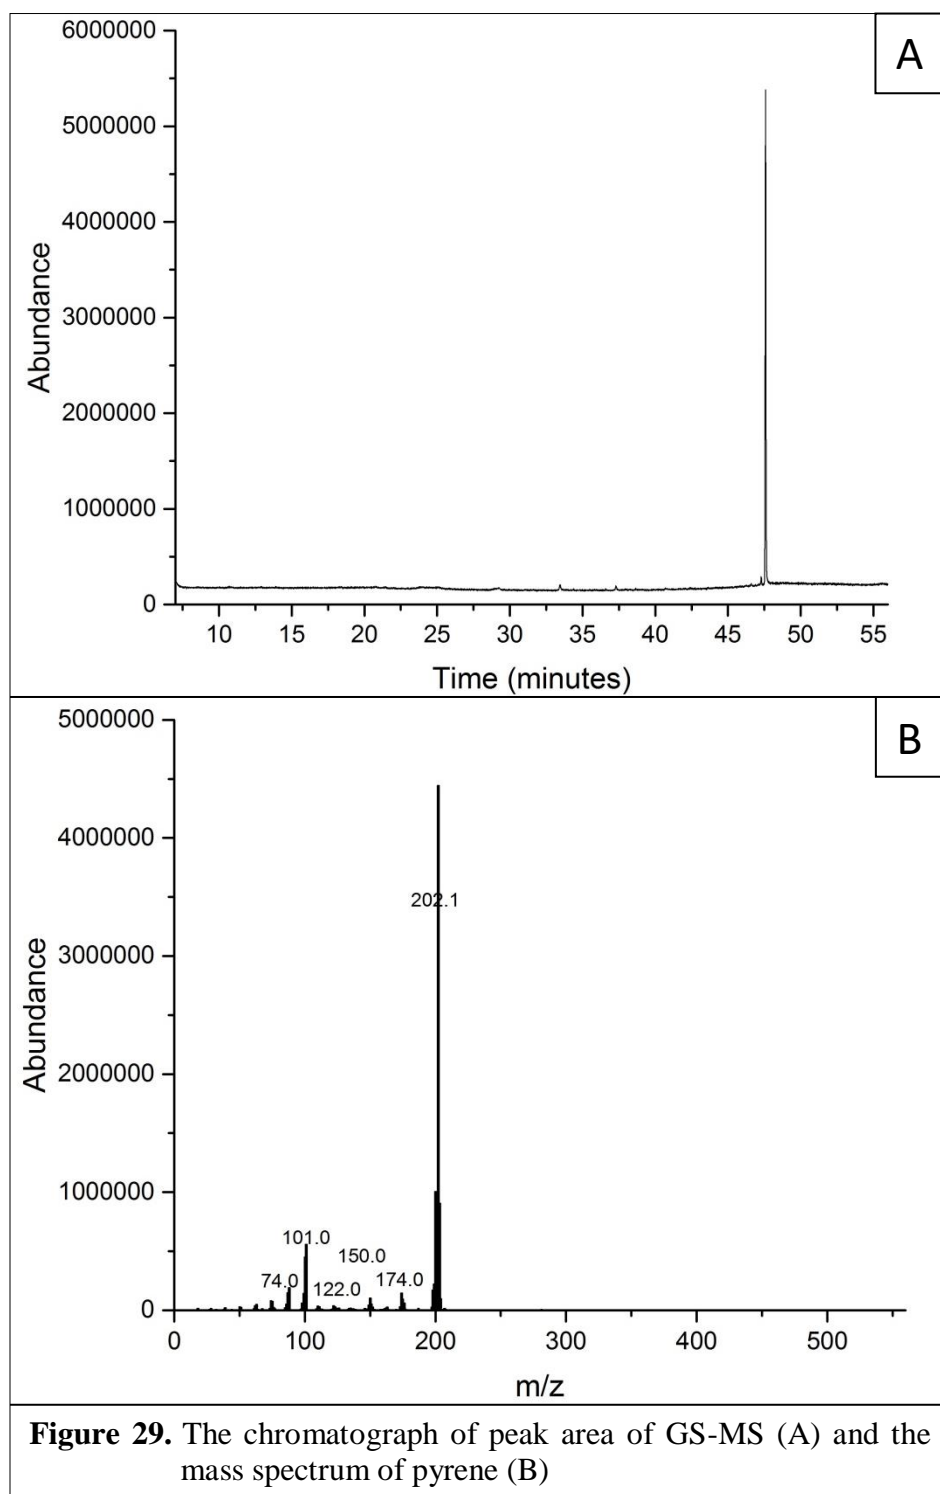 A
6000000
5000000
4000000
3000000
2000000
1000000
0
Abundance
10 15 20 25 30 35 40 45 50 55
Time (minutes)
B
5000000
4000000
3000000
2000000
1000000
0
Abundance
202.1
101.0
150.0
74.0
122.0
174.0
0 100 200 300 400 500
m/z
Figure 29. The chromatograph of peak area of GS-MS (A) and the
mass spectrum of pyrene (B)